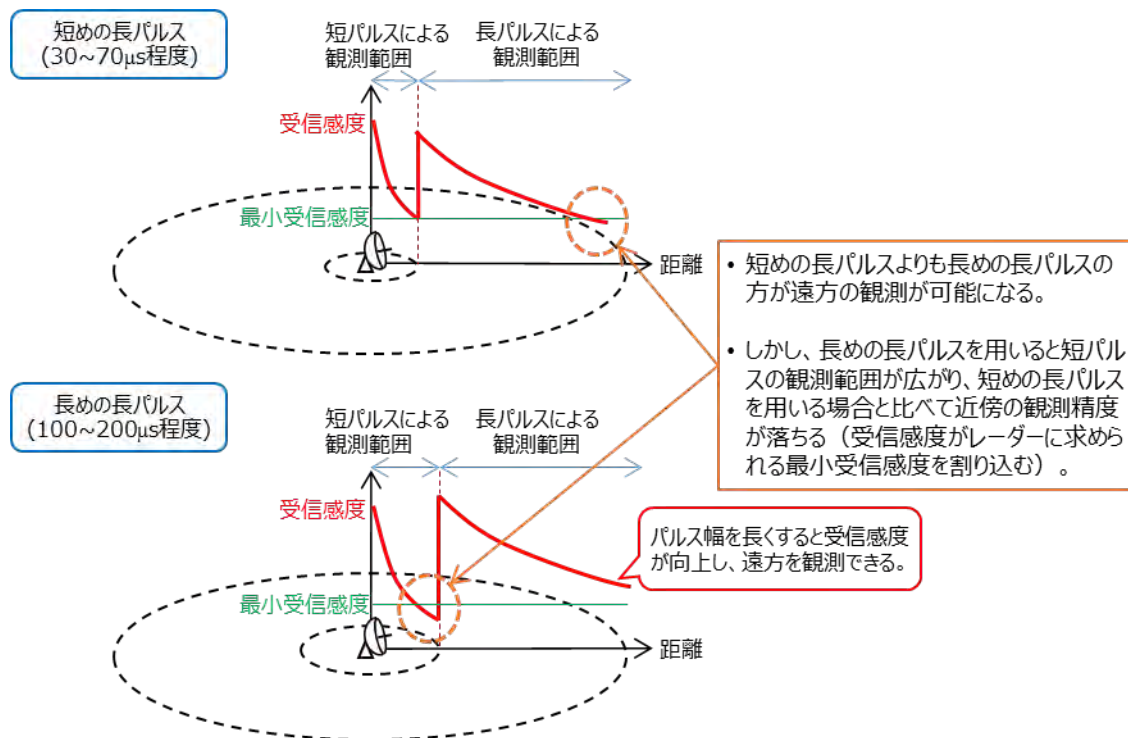 短めの長パルス
(30~70μs程度)
短パルスによる
観測範囲
長パルスによる
観測範囲
受信感度
最小受信感度
距離
• 短めの長パルスよりも長めの長パルスの
方が遠方の観測が可能になる。
• しかし、長めの長パルスを用いると短パル
スの観測範囲が広がり、短めの長パルス
を用いる場合と比べて近傍の観測精度
が落ちる（受信感度がレーダーに求めら
れる最小受信感度を割り込む）。
長めの長パルス
(100~200μs程度)
短パルスによる
観測範囲
長パルスによる
観測範囲
受信感度
パルス幅を長くすると受信感度
が向上し、遠方を観測できる。
最小受信感度
距離